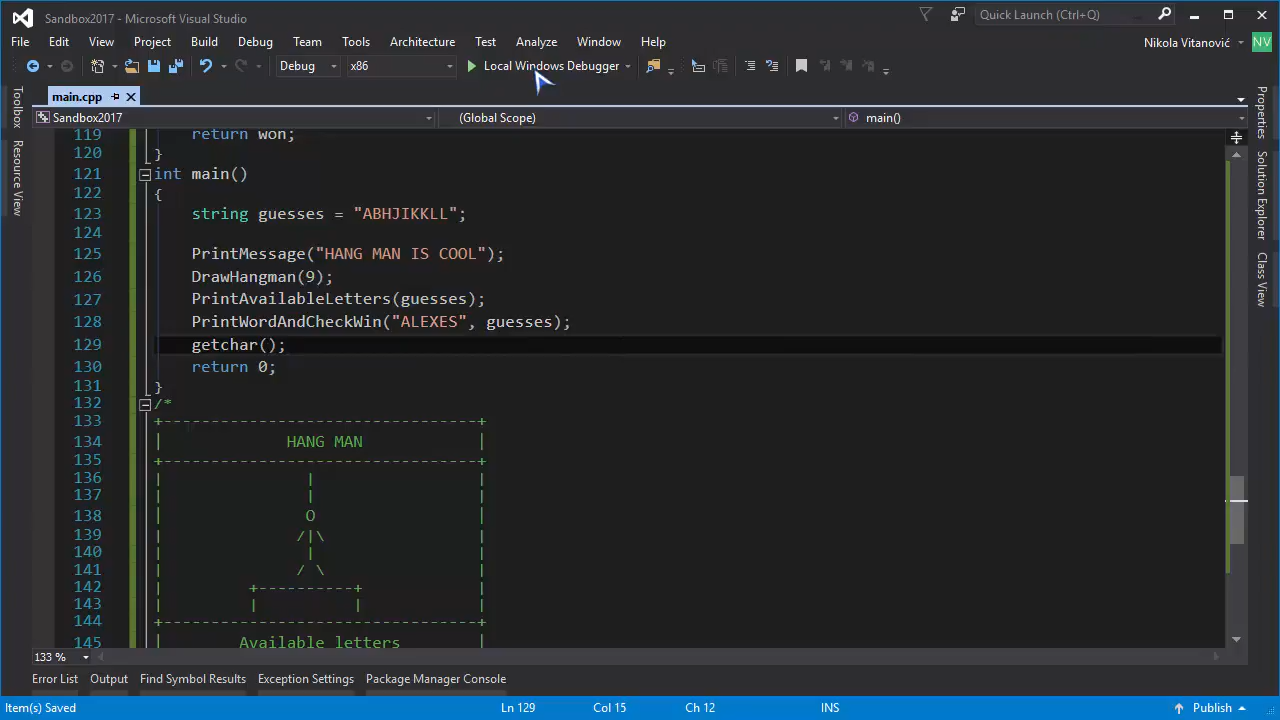 Sandbox2017 - Microsoft Visual Studio
Quick Launch (Ctrl+Q)
File Edit View Project Build Debug Team Tools Architecture Test Analyze Window Help
Nikola Vitanović NV
Debug x86 Local Windows Debugger
main.cpp
Sandbox2017 (Global Scope) main()
Toolbox
Resource View
Properties
Solution Explorer
Class View
119 return won;
120 }
121 int main()
122 {
123 string guesses = "ABHJIKKLL";
124
125 PrintMessage("HANG MAN IS COOL");
126 DrawHangman(9);
127 PrintAvailableLetters(guesses);
128 PrintWordAndCheckWin("ALEXES", guesses);
129 getchar();
130 return 0;
131 }
132 /*
133 +---------------------------------+
134 | HANG MAN |
135 +---------------------------------+
136 | | |
137 | | |
138 | O |
139 | /|\ |
140 | | |
141 | / \ |
142 | +----------+ |
143 | | | |
144 +---------------------------------+
145 | Available letters |
133 %
Error List Output Find Symbol Results Exception Settings Package Manager Console
Item(s) Saved Ln 129 Col 15 Ch 12 INS Publish